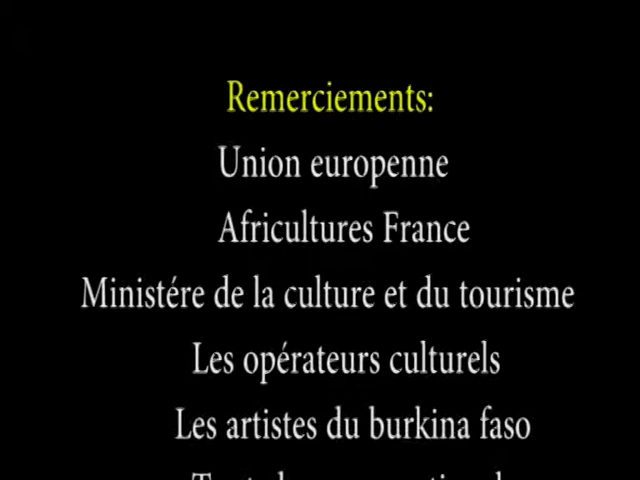 Remerciements:
Union europenne
Africultures France
Ministére de la culture et du tourisme
Les opérateurs culturels
Les artistes du burkina faso